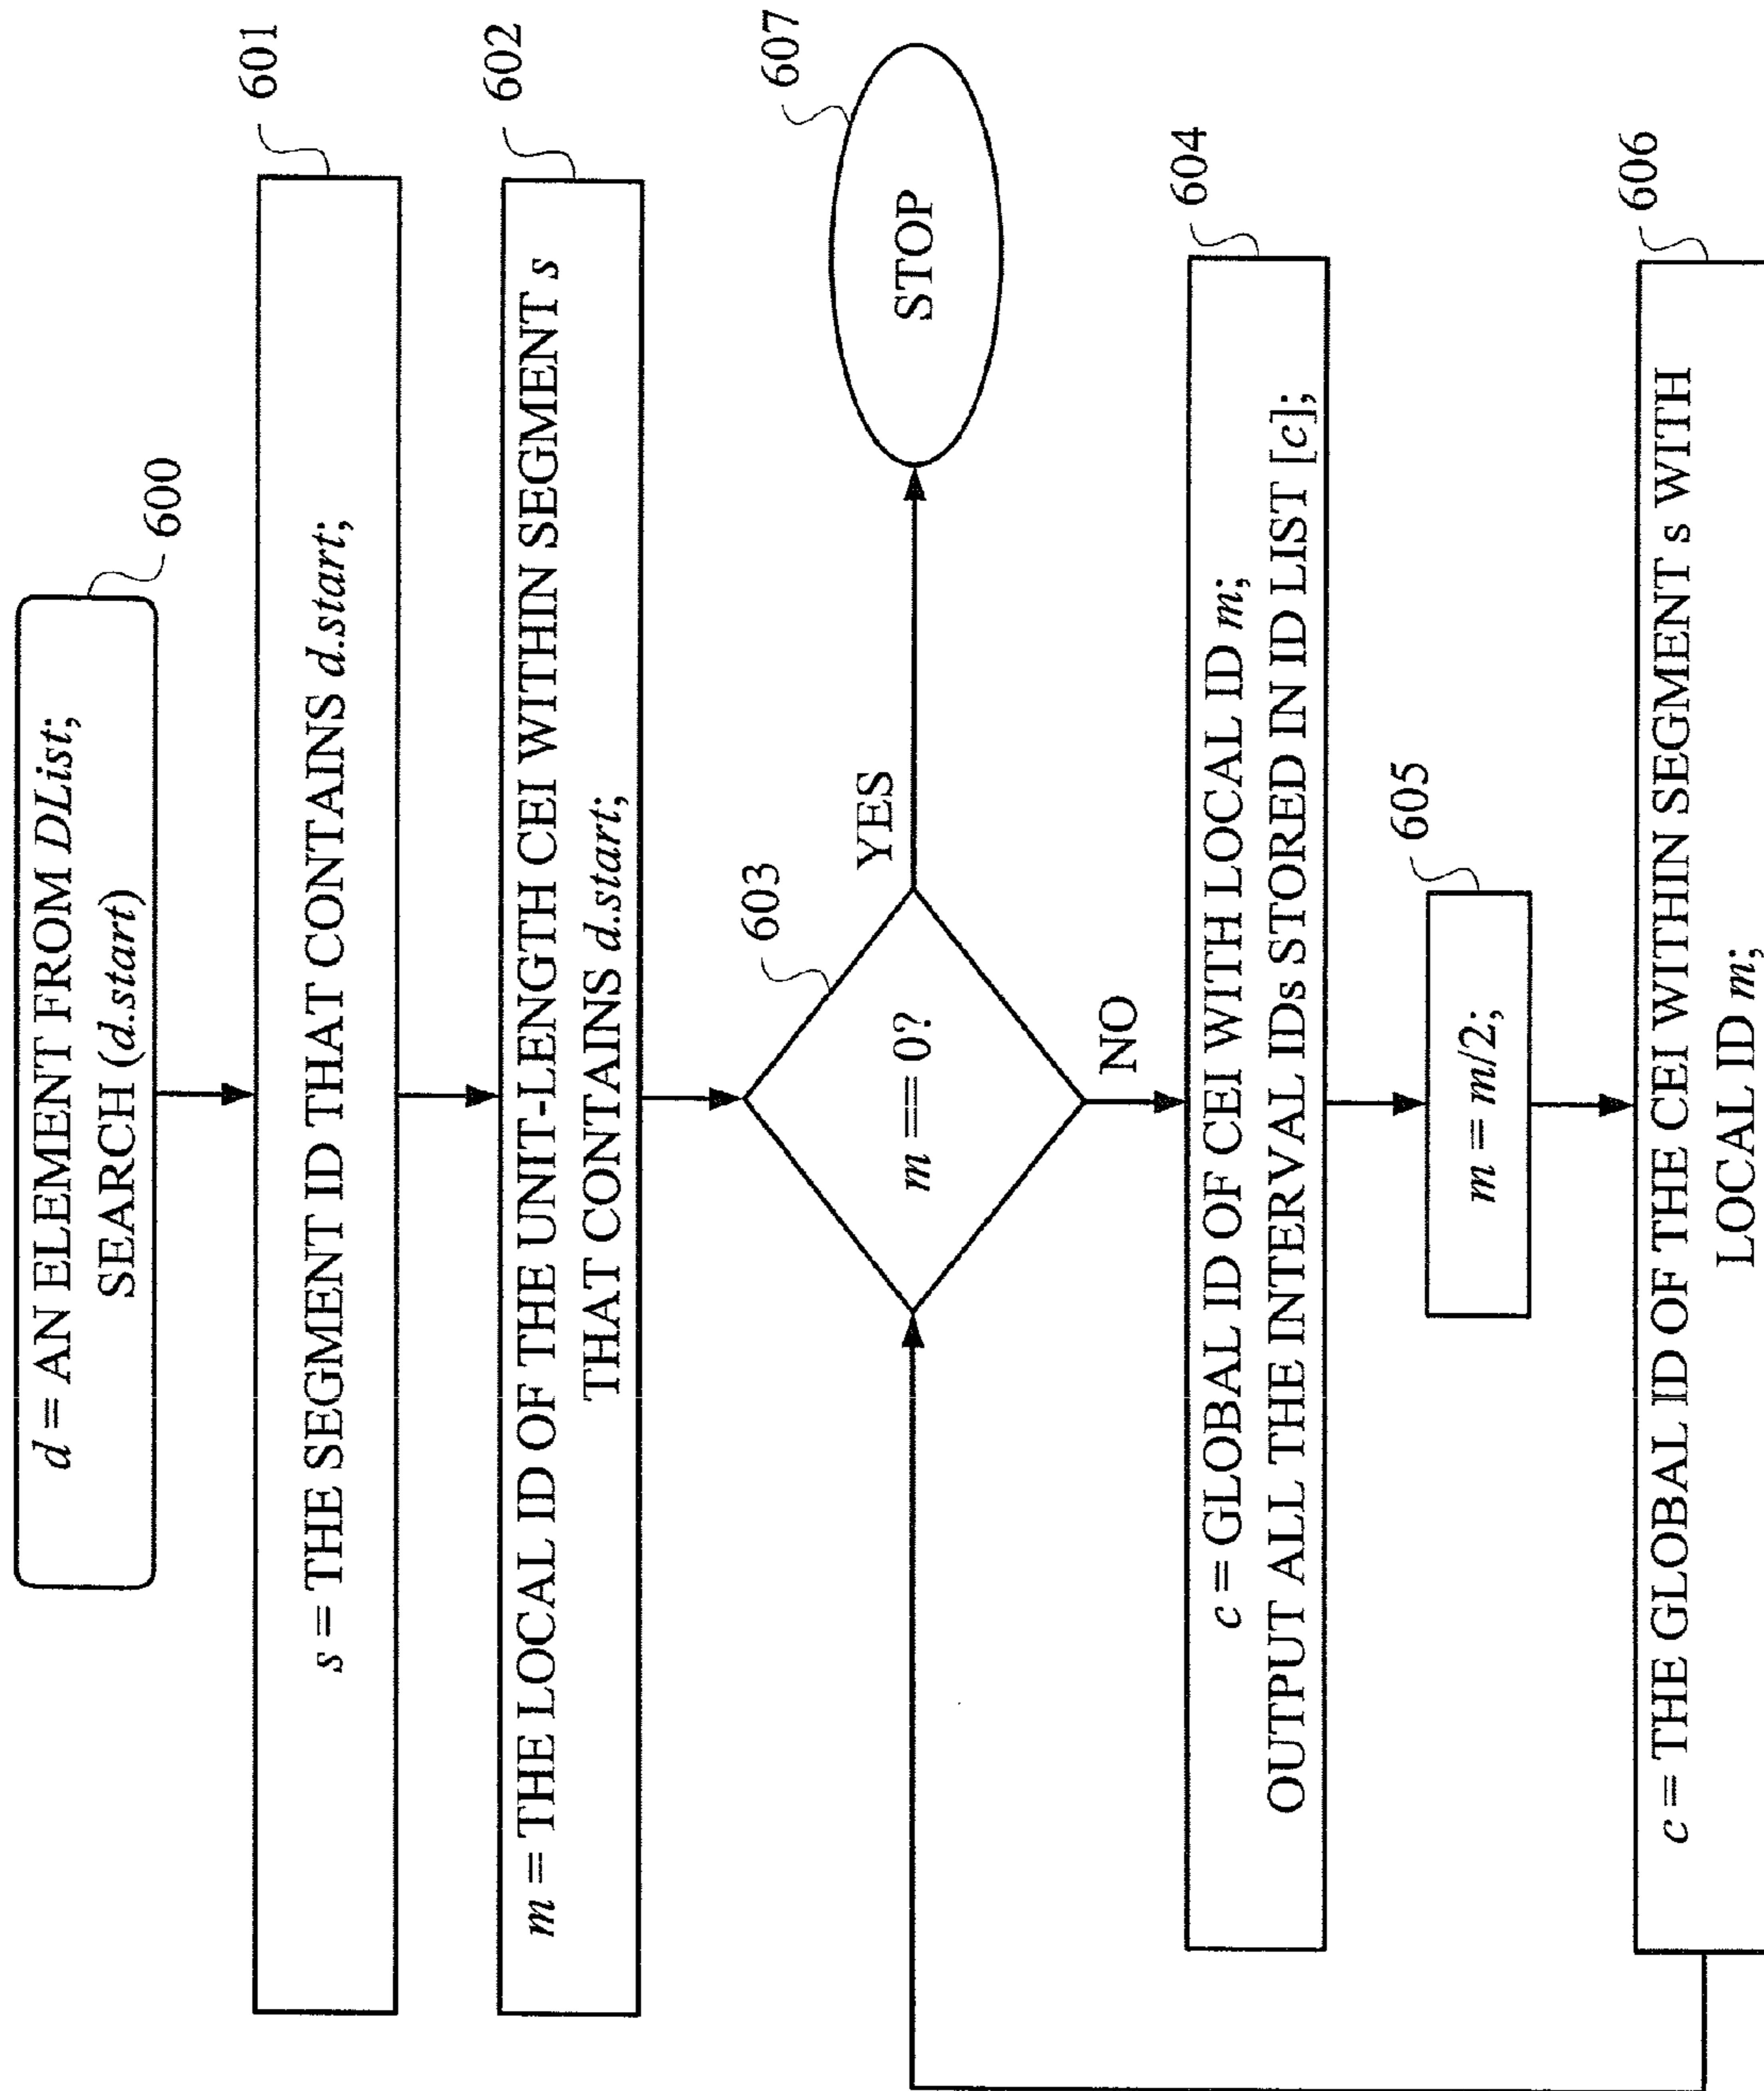 d = AN ELEMENT FROM DList;
SEARCH (d.start)
600
s = THE SEGMENT ID THAT CONTAINS d.start;
601
m = THE LOCAL ID OF THE UNIT-LENGTH CEI WITHIN SEGMENT s
THAT CONTAINS d.start;
602
m == 0?
603
YES
STOP
607
NO
c = GLOBAL ID OF CEI WITH LOCAL ID m;
OUTPUT ALL THE INTERVAL IDs STORED IN ID LIST [c];
604
m = m/2;
605
c = THE GLOBAL ID OF THE CEI WITHIN SEGMENT s WITH
LOCAL ID m;
606